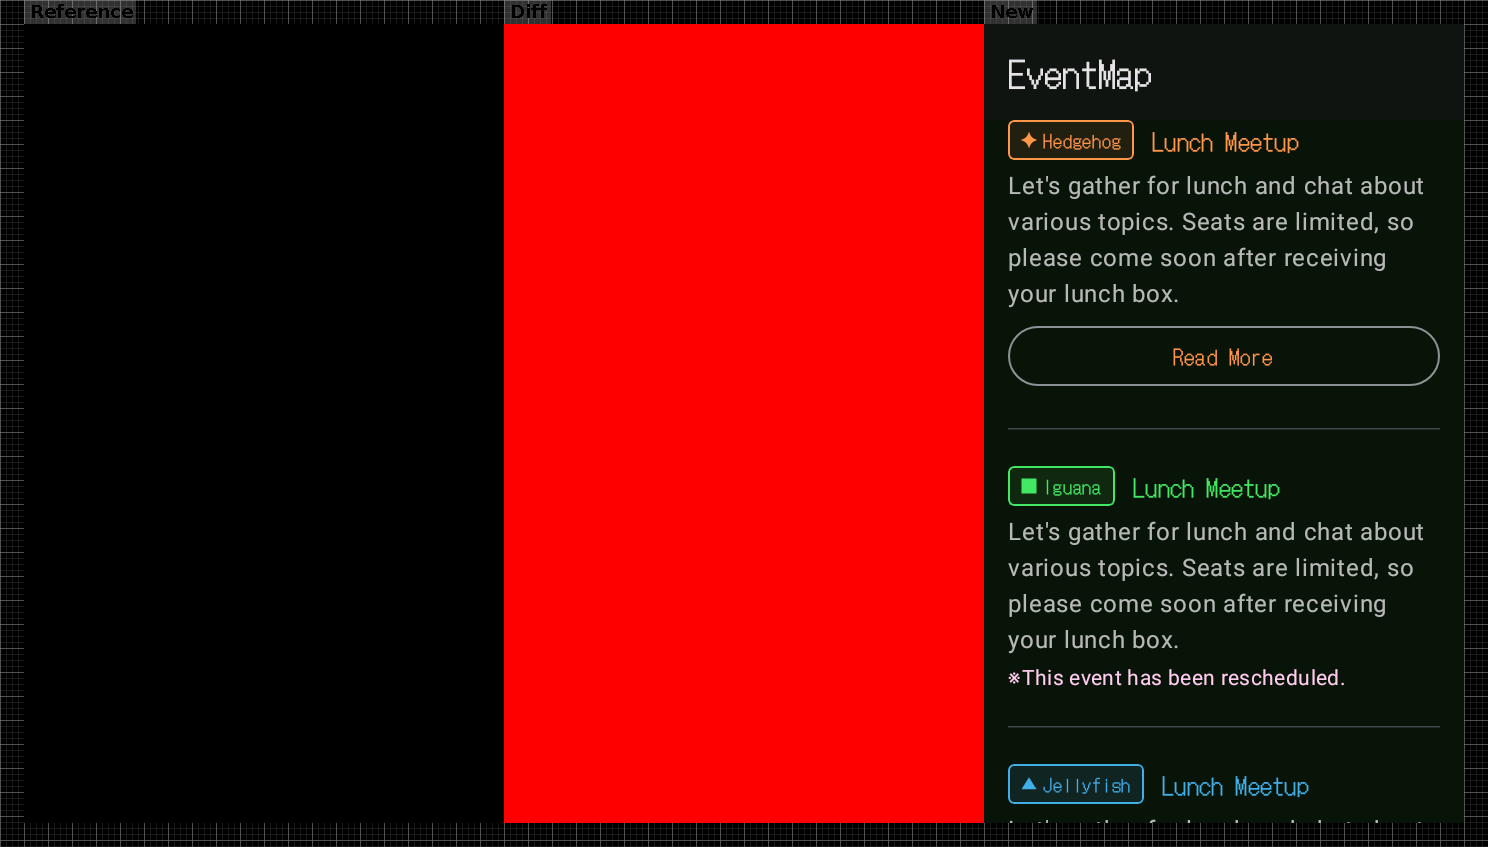 Reference
Diff
New
EventMap
✦ Hedgehog Lunch Meetup
Let's gather for lunch and chat about
various topics. Seats are limited, so
please come soon after receiving
your lunch box.
Read More
■ Iguana Lunch Meetup
Let's gather for lunch and chat about
various topics. Seats are limited, so
please come soon after receiving
your lunch box.
※This event has been rescheduled.
▲ Jellyfish Lunch Meetup